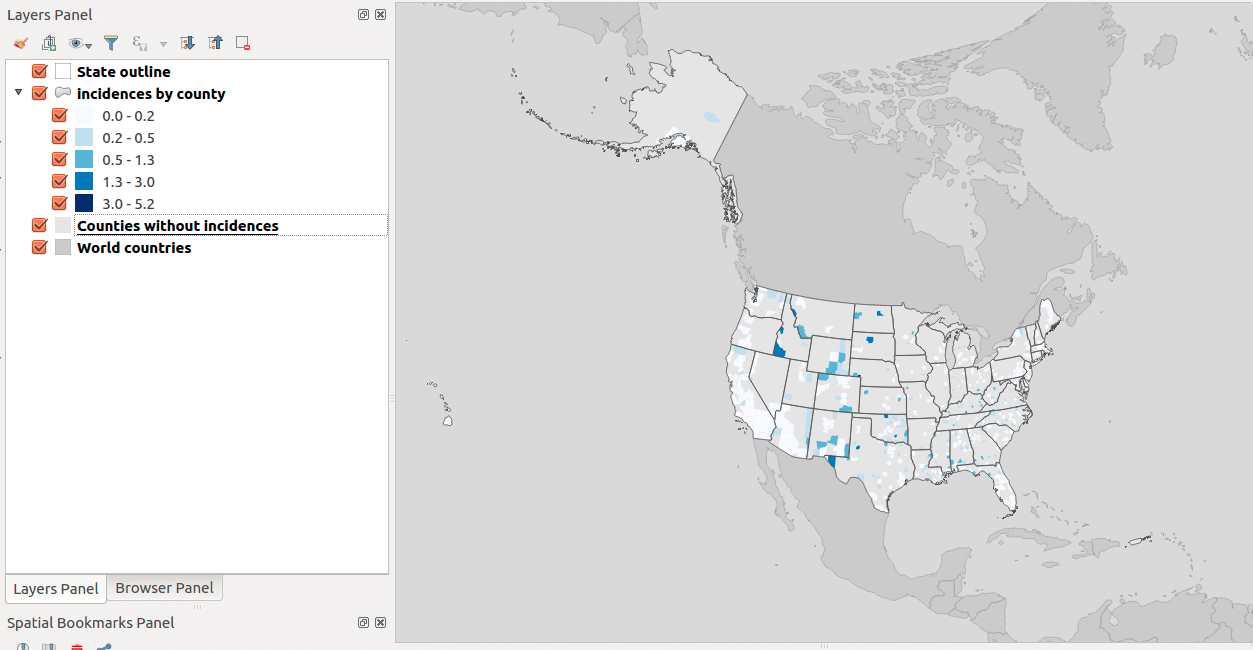 Layers Panel
State outline
incidences by county
0.0 - 0.2
0.2 - 0.5
0.5 - 1.3
1.3 - 3.0
3.0 - 5.2
Counties without incidences
World countries
Layers Panel
Browser Panel
Spatial Bookmarks Panel